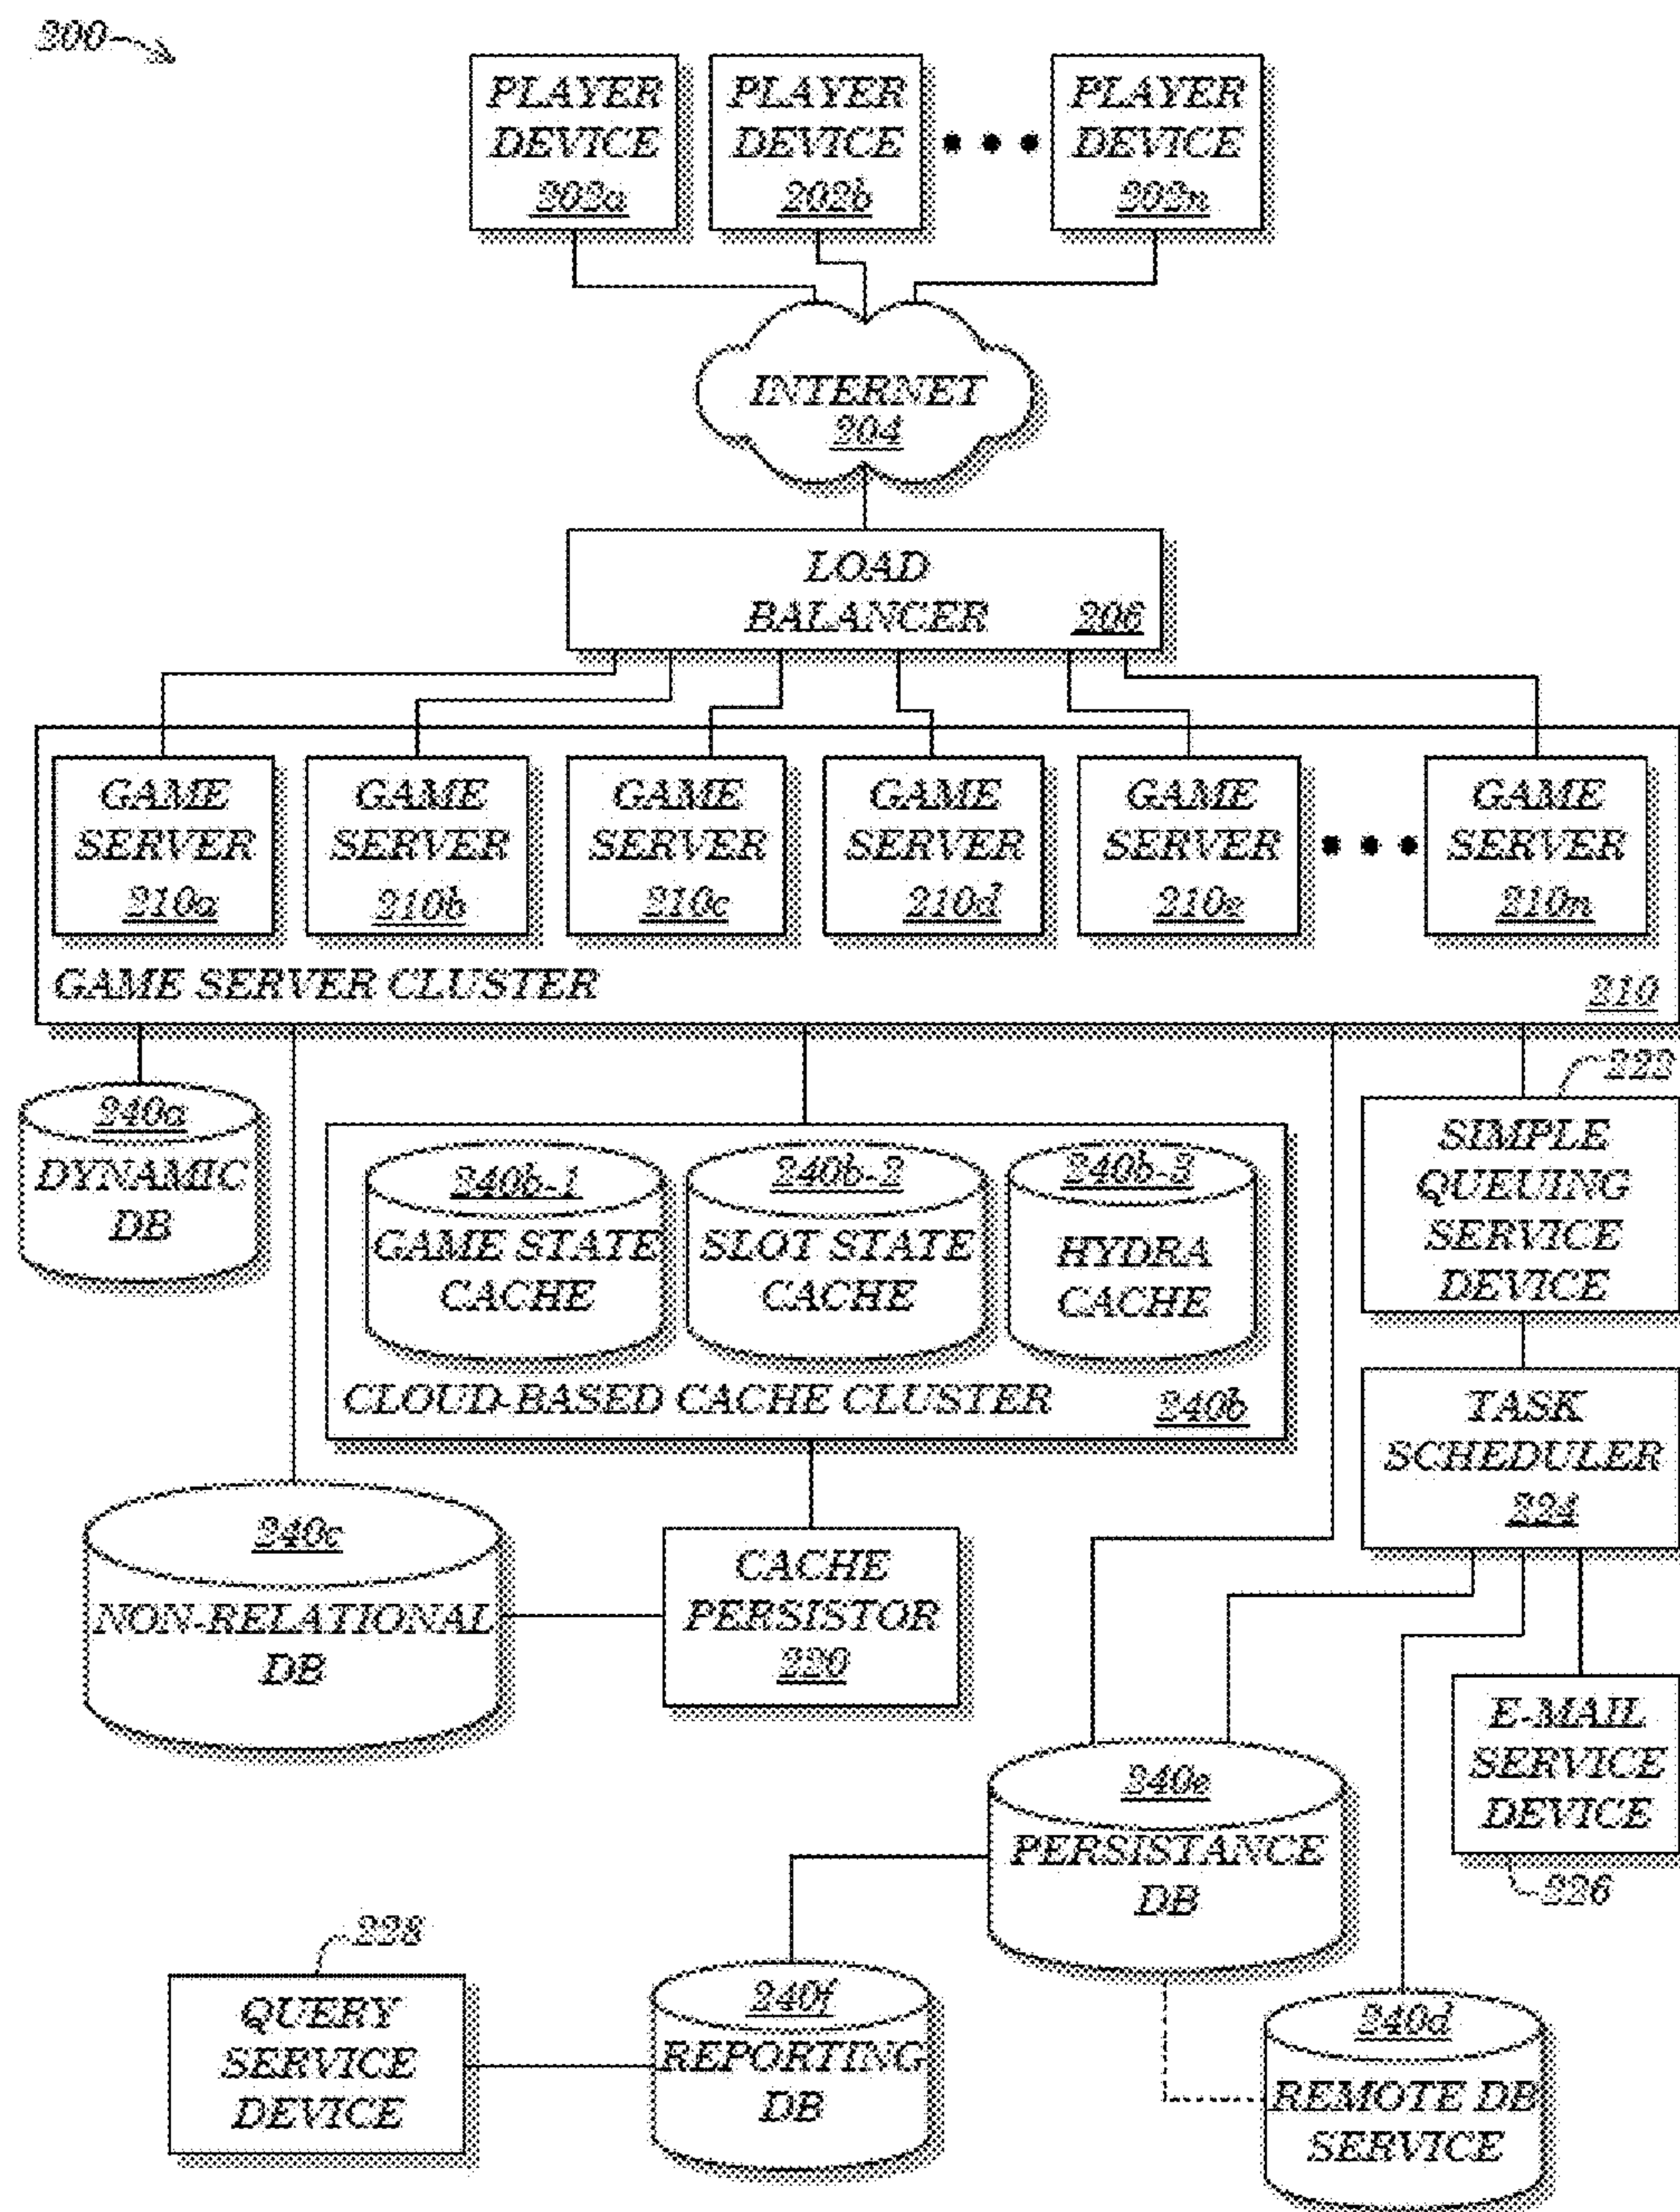 200
PLAYER
DEVICE
202a
PLAYER
DEVICE
202b
PLAYER
DEVICE
202n
INTERNET
204
LOAD
BALANCER 206
GAME
SERVER
210a
GAME
SERVER
210b
GAME
SERVER
210c
GAME
SERVER
210d
GAME
SERVER
210e
GAME
SERVER
210n
GAME SERVER CLUSTER
210
240a
DYNAMIC
DB
240b-1
GAME STATE
CACHE
240b-2
SLOT STATE
CACHE
240b-3
HYDRA
CACHE
CLOUD-BASED CACHE CLUSTER
240b
222
SIMPLE
QUEUING
SERVICE
DEVICE
TASK
SCHEDULER
224
240c
NON-RELATIONAL
DB
CACHE
PERSISTOR
220
E-MAIL
SERVICE
DEVICE
226
240e
PERSISTANCE
DB
228
QUERY
SERVICE
DEVICE
240f
REPORTING
DB
240d
REMOTE DB
SERVICE